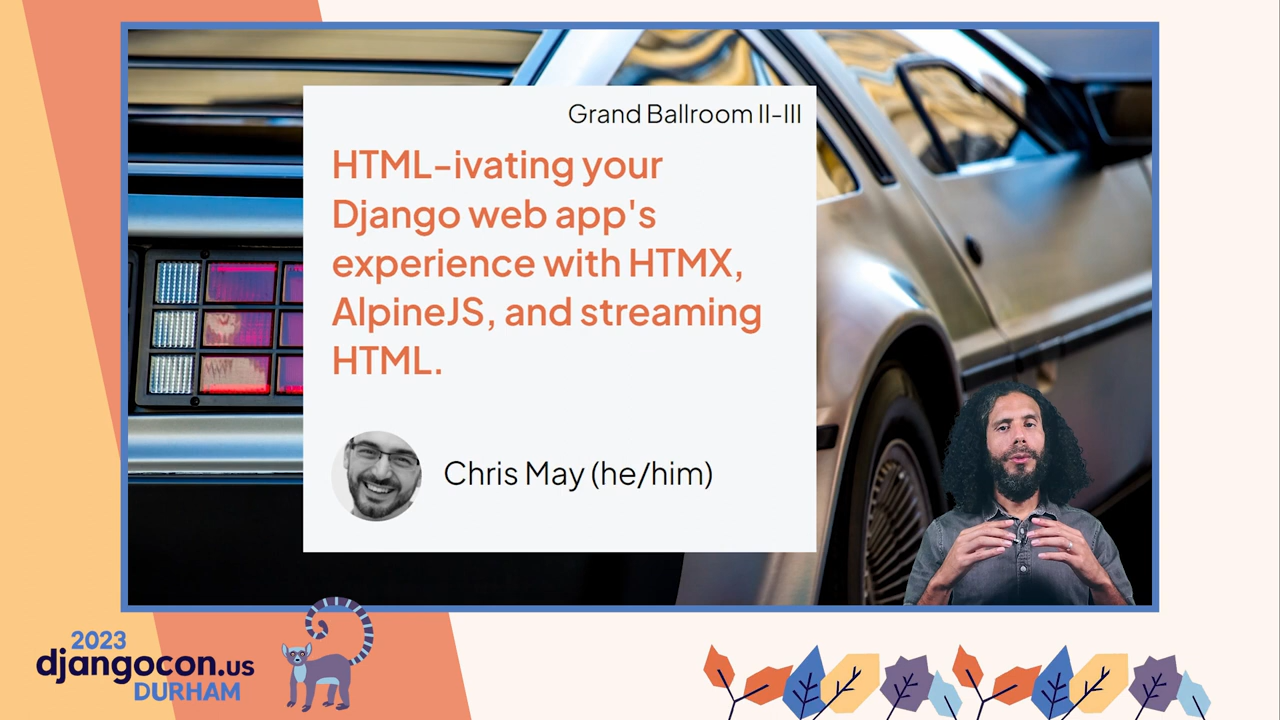 Grand Ballroom II-III
HTML-ivating your
Django web app's
experience with HTMX,
AlpineJS, and streaming
HTML.
Chris May (he/him)
2023
djangocon.us
DURHAM